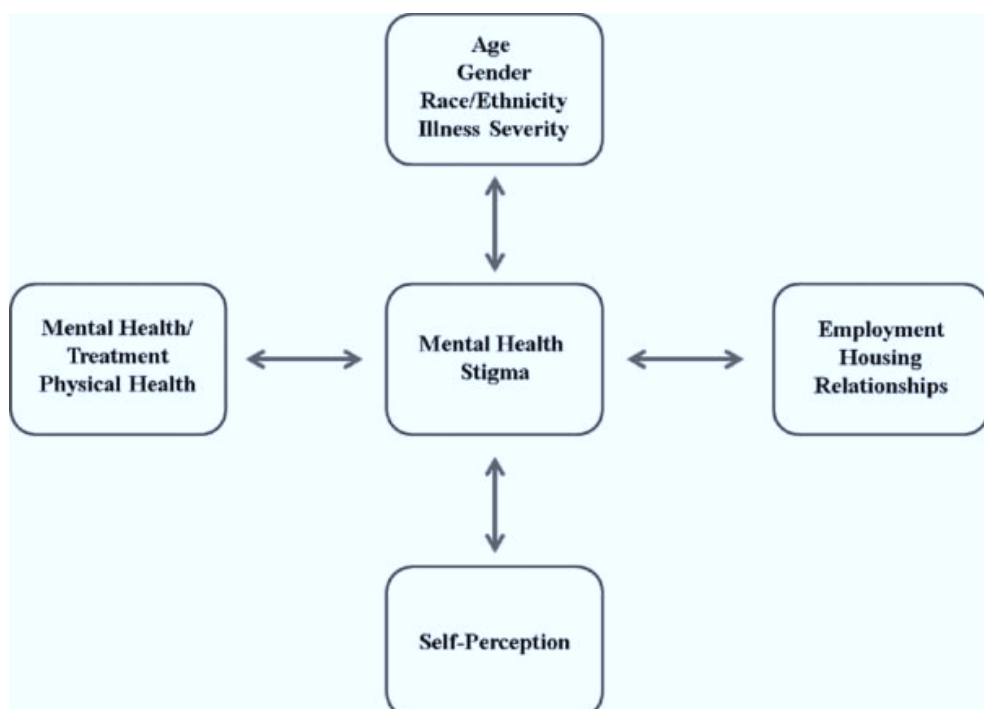 Age
Gender
Race/Ethnicity
Illness Severity
Mental Health/
Treatment
Physical Health
Mental Health
Stigma
Employment
Housing
Relationships
Self-Perception